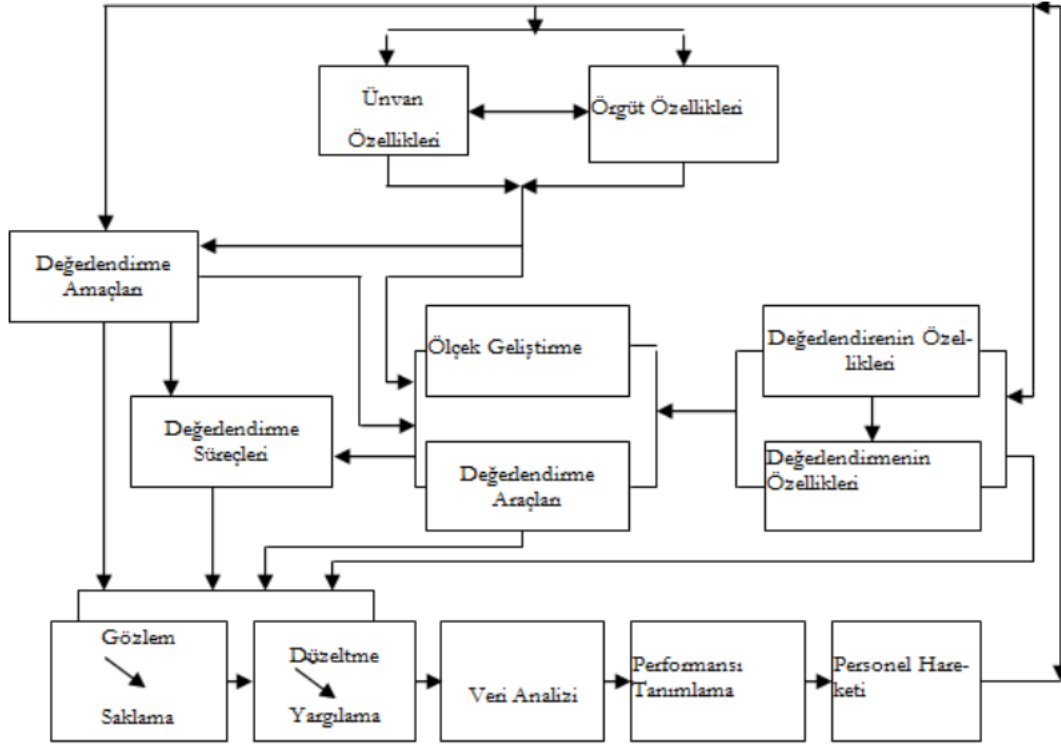 Ünvan
Özellikleri
Örgüt Özellikleri
Değerlendirme
Amaçları
Ölçek Geliştirme
Değerlendirenin Özel-
likleri
Değerlendirme
Süreçleri
Değerlendirme
Araçları
Değerlendirmenin
Özellikleri
Gözlem
Saklama
Düzeltme
Yargılama
Veri Analizi
Performansı
Tanımlama
Personel Hare-
keti